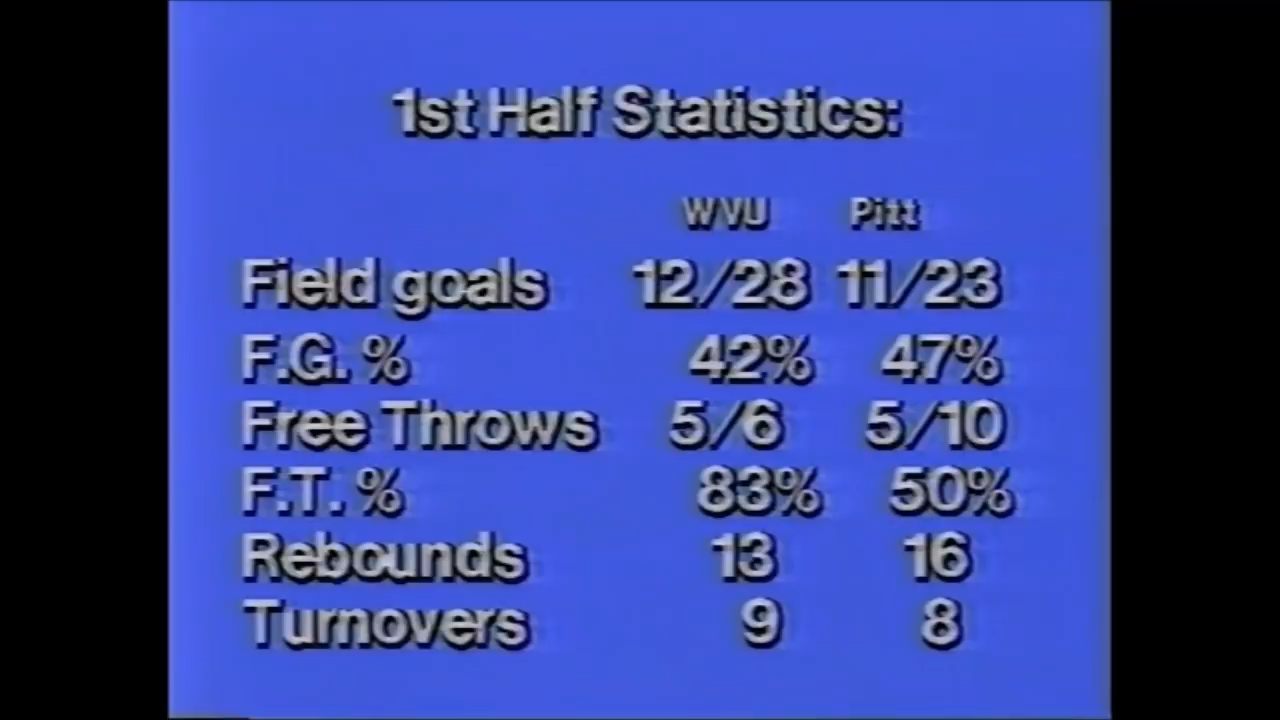 1st Half Statistics:
WVU Pitt
Field goals 12/28 11/23
F.G. % 42% 47%
Free Throws 5/6 5/10
F.T. % 83% 50%
Rebounds 13 16
Turnovers 9 8